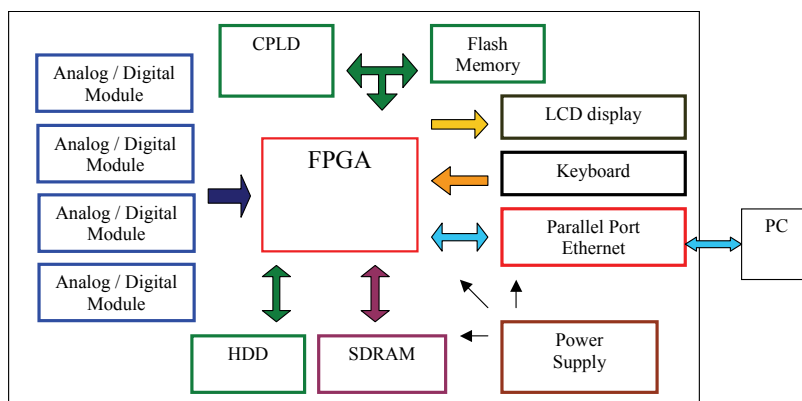 CPLD
Flash
Memory
Analog / Digital
Module
Analog / Digital
Module
Analog / Digital
Module
Analog / Digital
Module
FPGA
LCD display
Keyboard
Parallel Port
Ethernet
PC
HDD
SDRAM
Power
Supply